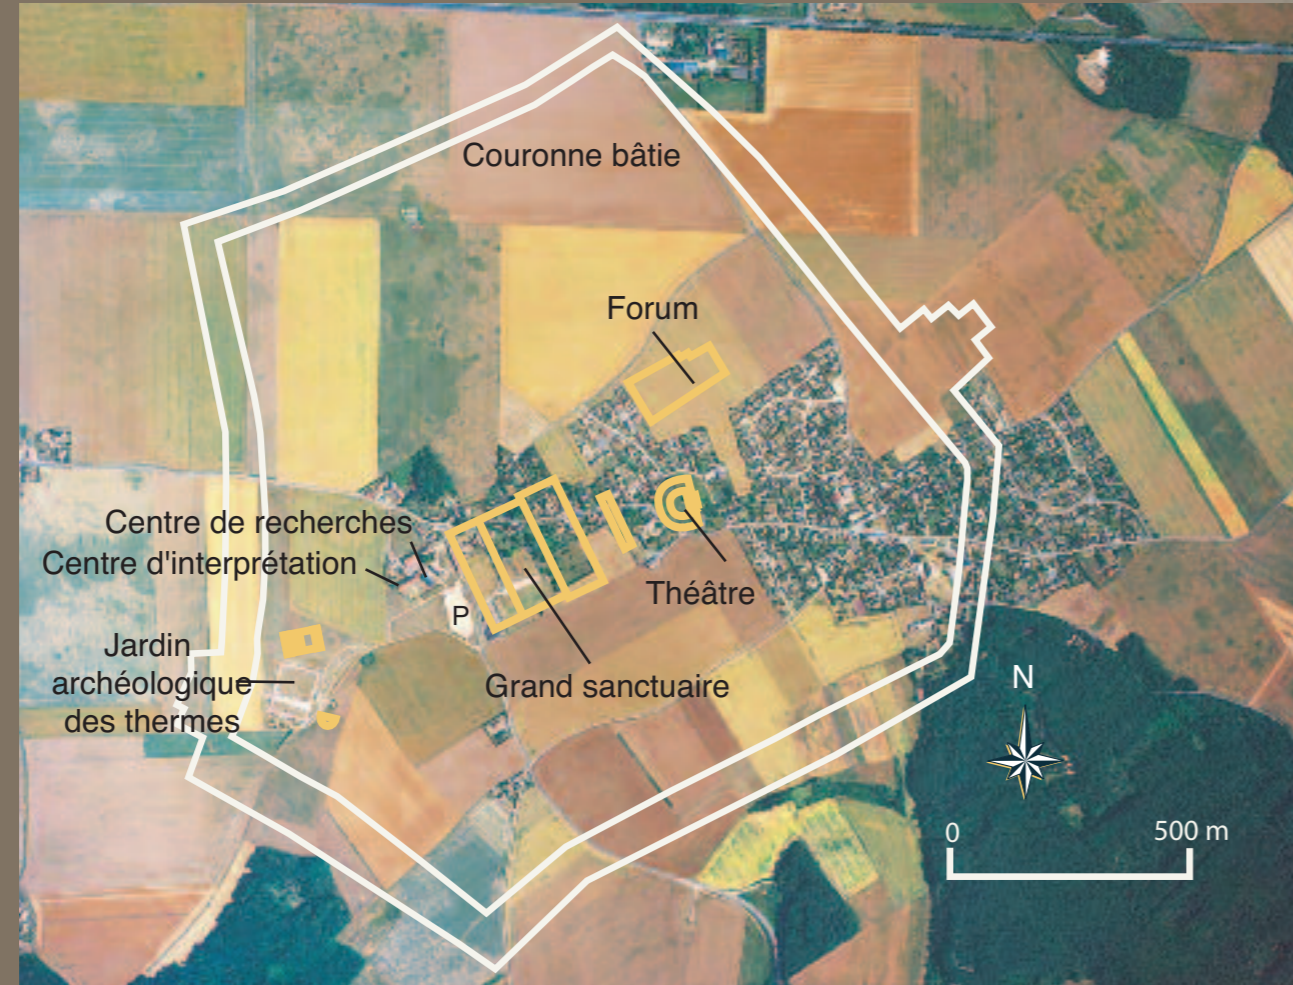 Couronne bâtie
Forum
Centre de recherches
Centre d'interprétation
Théâtre
P
Jardin
archéologique
des thermes
Grand sanctuaire
N
0
500 m